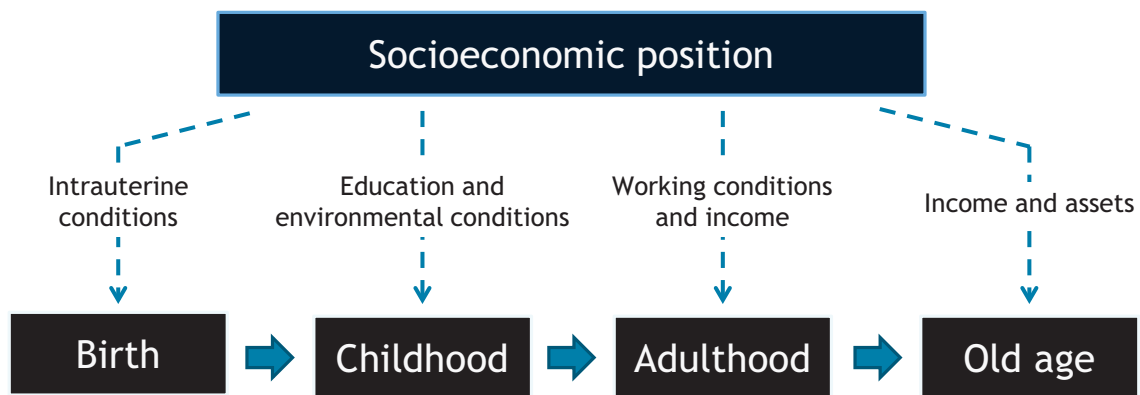 Socioeconomic position
Intrauterine
conditions
Education and
environmental conditions
Working conditions
and income
Income and assets
Birth
Childhood
Adulthood
Old age